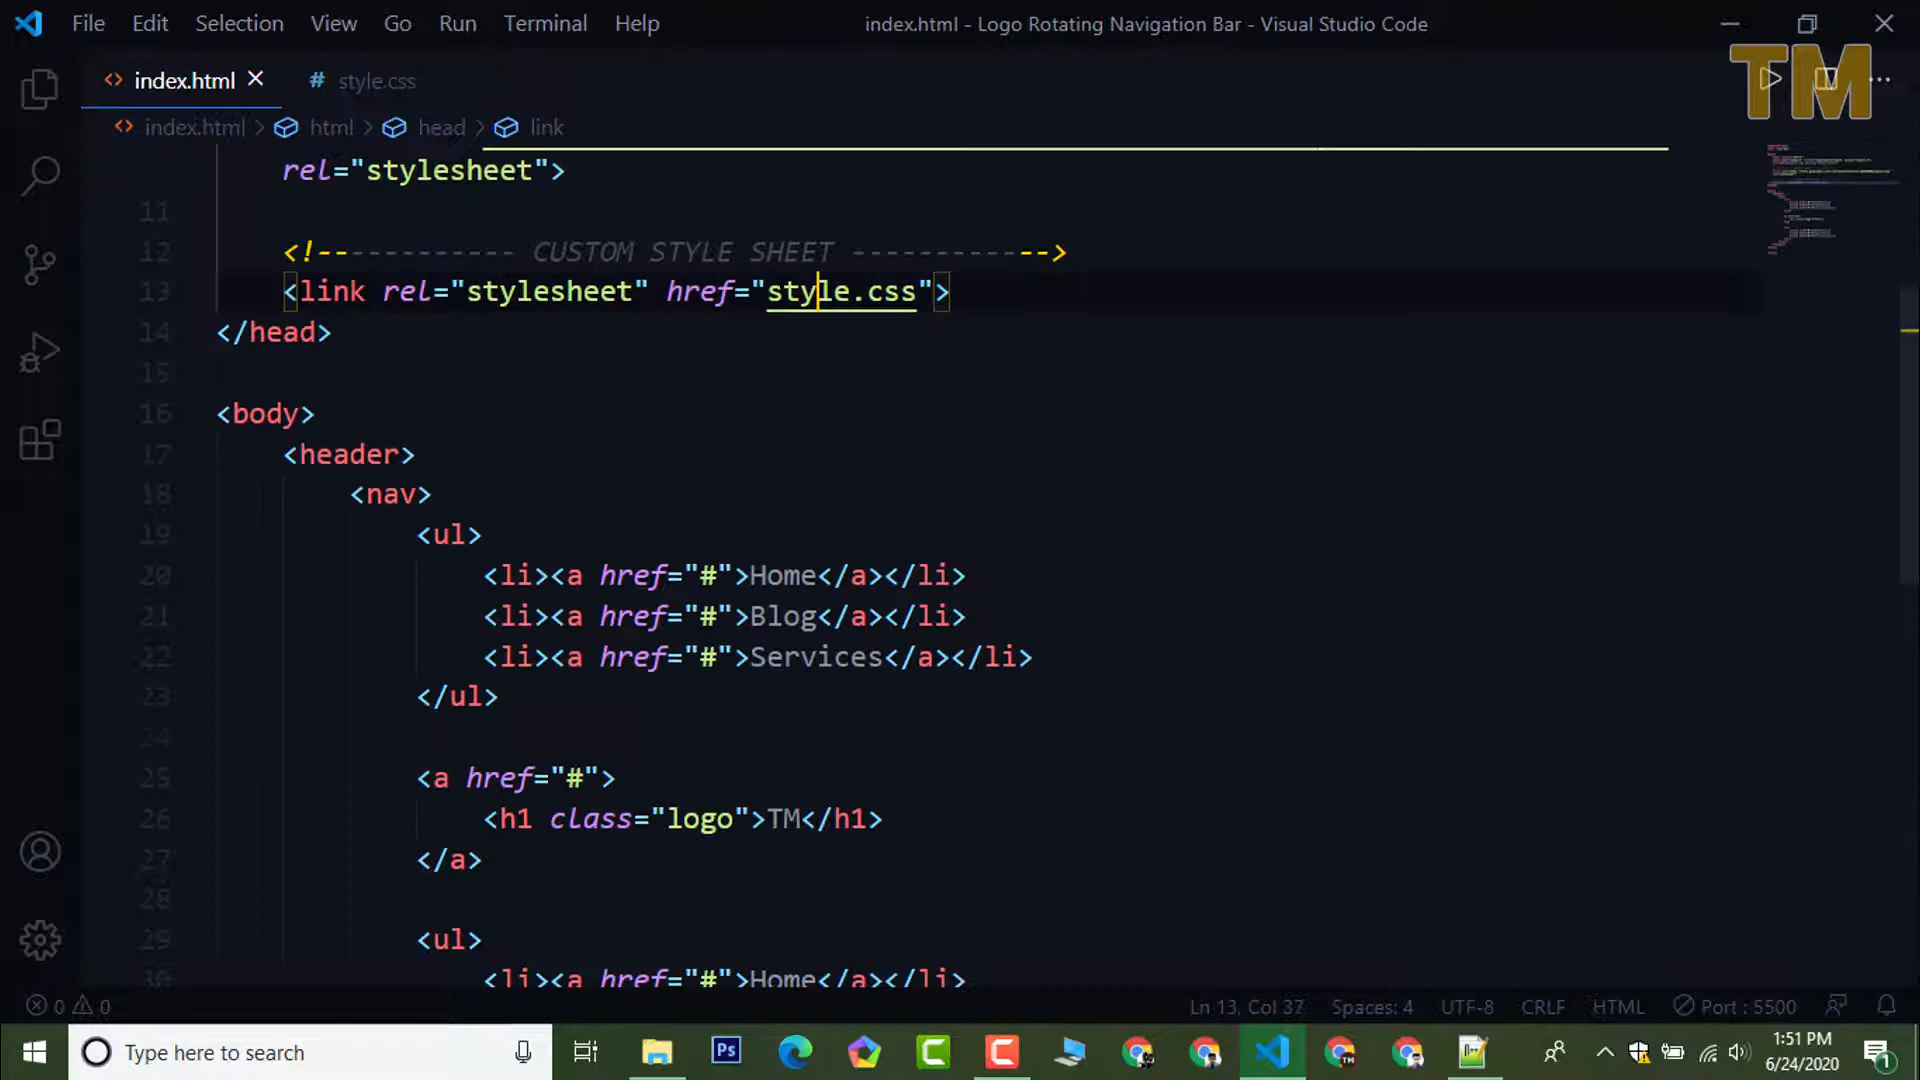 File Edit Selection View Go Run Terminal Help index.html - Logo Rotating Navigation Bar - Visual Studio Code
TM
index.html # style.css
index.html > html > head > link
rel="stylesheet">
11
12 <!------------ CUSTOM STYLE SHEET ------------>
13 <link rel="stylesheet" href="style.css">
14 </head>
15
16 <body>
17 <header>
18 <nav>
19 <ul>
20 <li><a href="#">Home</a></li>
21 <li><a href="#">Blog</a></li>
22 <li><a href="#">Services</a></li>
23 </ul>
24
25 <a href="#">
26 <h1 class="logo">TM</h1>
27 </a>
28
29 <ul>
30 <li><a href="#">Home</a></li>
0 0 Ln 13, Col 37 Spaces: 4 UTF-8 CRLF HTML Port : 5500
Type here to search Ps 1:51 PM
6/24/2020 1